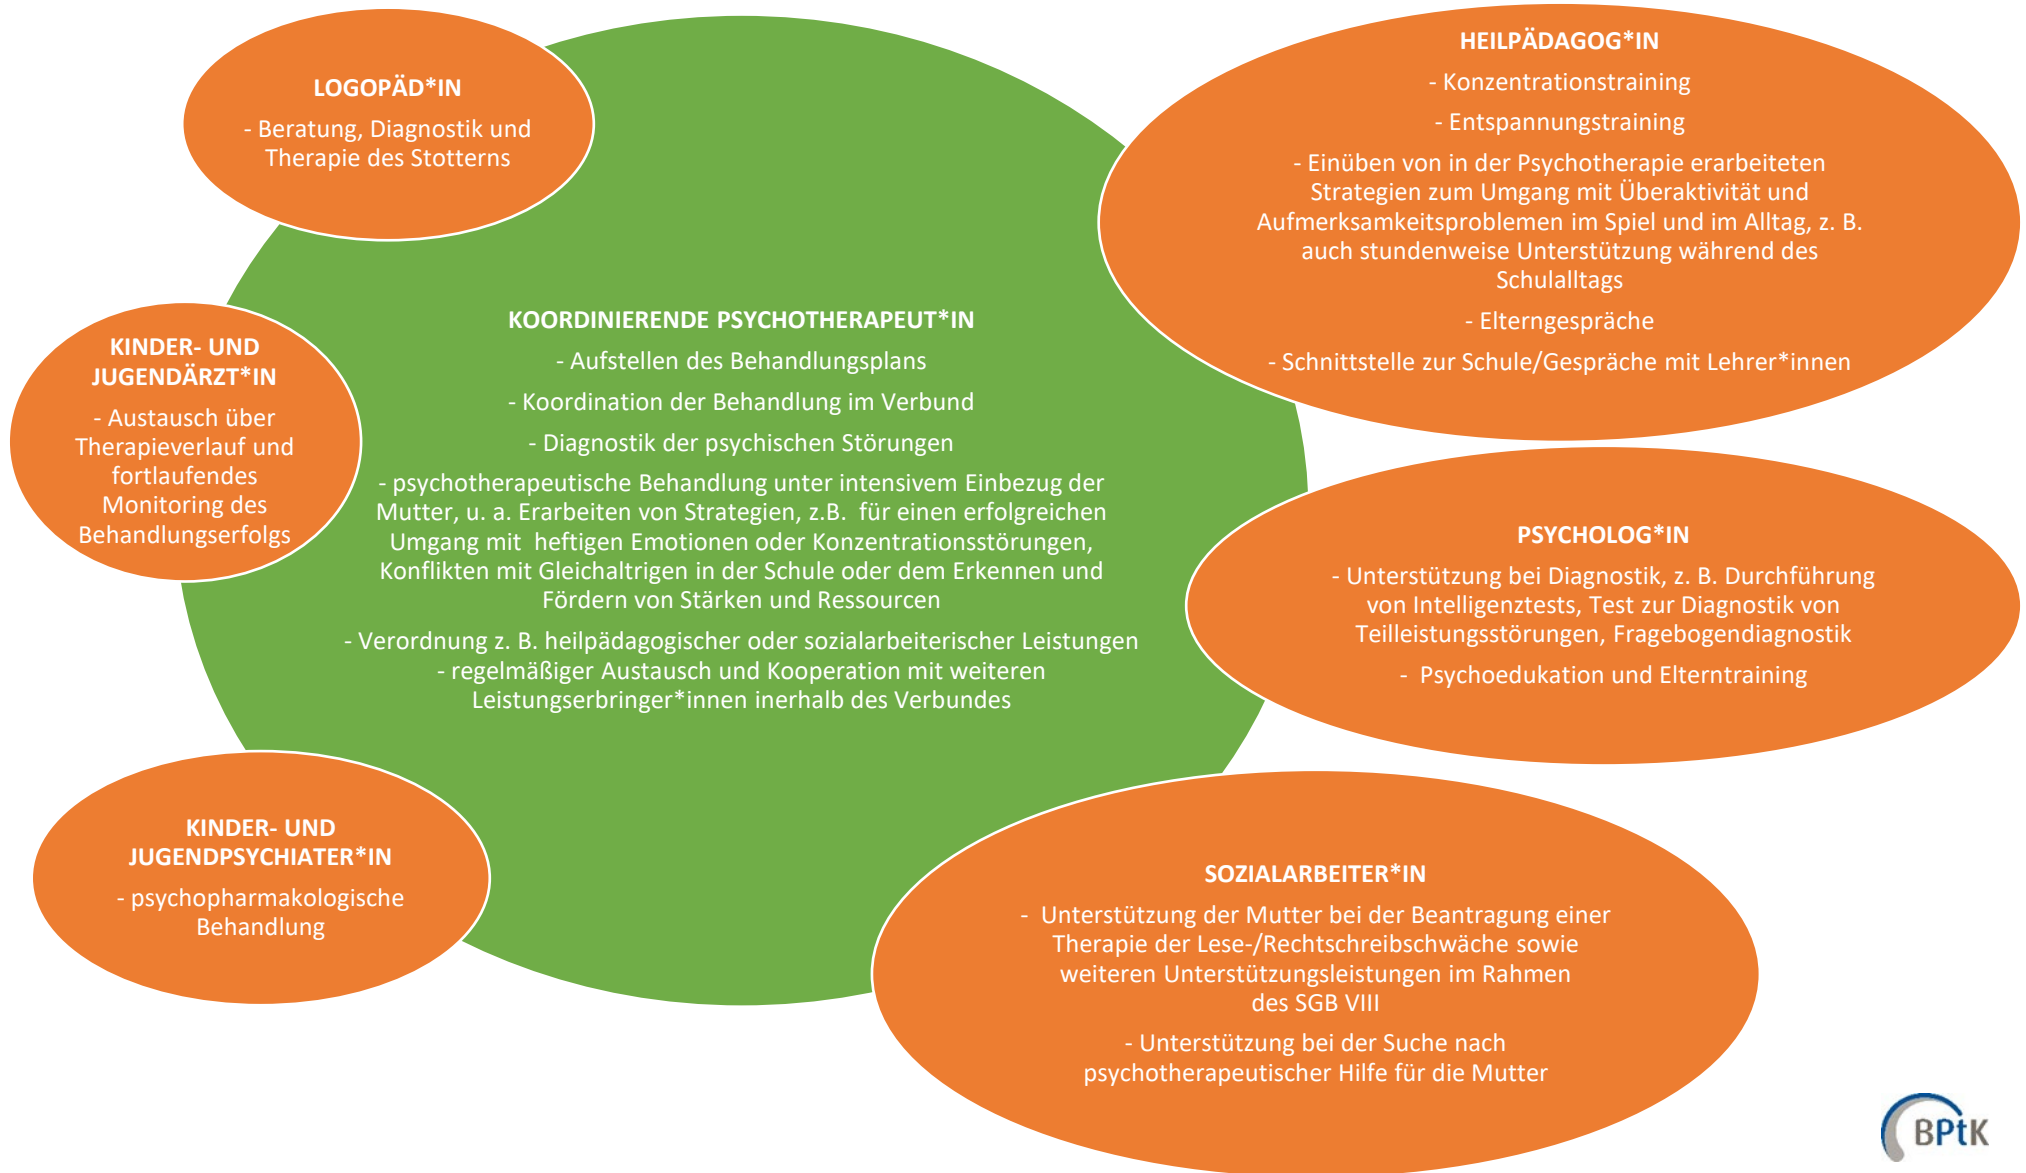 LOGOPÄD*IN
- Beratung, Diagnostik und
Therapie des Stotterns
KINDER- UND
JUGENDÄRZT*IN
- Austausch über
Therapieverlauf und
fortlaufendes
Monitoring des
Behandlungserfolgs
KINDER- UND
JUGENDPSYCHIATER*IN
- psychopharmakologische
Behandlung
KOORDINIERENDE PSYCHOTHERAPEUT*IN
- Aufstellen des Behandlungsplans
- Koordination der Behandlung im Verbund
- Diagnostik der psychischen Störungen
- psychotherapeutische Behandlung unter intensivem Einbezug der
Mutter, u. a. Erarbeiten von Strategien, z.B. für einen erfolgreichen
Umgang mit heftigen Emotionen oder Konzentrationsstörungen,
Konflikten mit Gleichaltrigen in der Schule oder dem Erkennen und
Fördern von Stärken und Ressourcen
- Verordnung z. B. heilpädagogischer oder sozialarbeiterischer Leistungen
- regelmäßiger Austausch und Kooperation mit weiteren
Leistungserbringer*innen inerhalb des Verbundes
HEILPÄDAGOG*IN
- Konzentrationstraining
- Entspannungstraining
- Einüben von in der Psychotherapie erarbeiteten
Strategien zum Umgang mit Überaktivität und
Aufmerksamkeitsproblemen im Spiel und im Alltag, z. B.
auch stundenweise Unterstützung während des
Schulalltags
- Elterngespräche
- Schnittstelle zur Schule/Gespräche mit Lehrer*innen
PSYCHOLOG*IN
- Unterstützung bei Diagnostik, z. B. Durchführung
von Intelligenztests, Test zur Diagnostik von
Teilleistungsstörungen, Fragebogendiagnostik
- Psychoedukation und Elterntraining
SOZIALARBEITER*IN
- Unterstützung der Mutter bei der Beantragung einer
Therapie der Lese-/Rechtschreibschwäche sowie
weiteren Unterstützungsleistungen im Rahmen
des SGB VIII
- Unterstützung bei der Suche nach
psychotherapeutischer Hilfe für die Mutter
BPtK